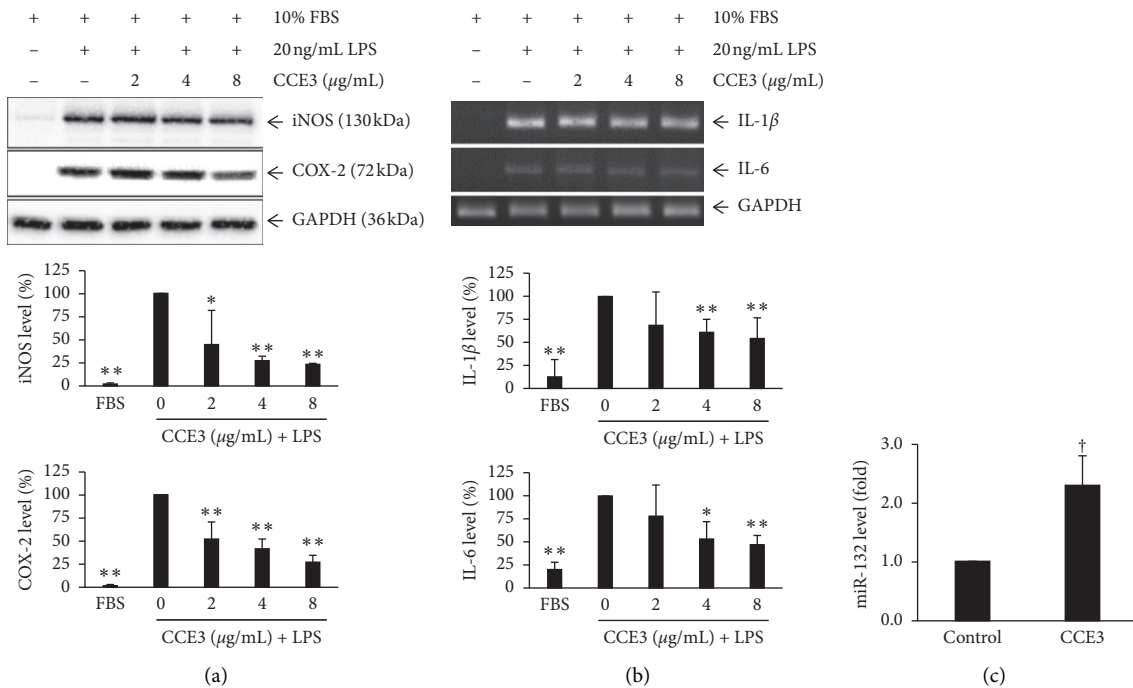 + + + + + 10% FBS
– + + + + 20 ng/mL LPS
– – 2 4 8 CCE3 (μg/mL)
iNOS (130 kDa)
COX-2 (72 kDa)
GAPDH (36 kDa)
iNOS level (%)
125
100
75
50
25
0
**
*
**
**
FBS 0 2 4 8
CCE3 (μg/mL) + LPS
COX-2 level (%)
125
100
75
50
25
0
**
**
**
**
FBS 0 2 4 8
CCE3 (μg/mL) + LPS
(a)
+ + + + + 10% FBS
– + + + + 20 ng/mL LPS
– – 2 4 8 CCE3 (μg/mL)
IL-1β
IL-6
GAPDH
IL-1β level (%)
125
100
75
50
25
0
**
**
**
FBS 0 2 4 8
CCE3 (μg/mL) + LPS
IL-6 level (%)
125
100
75
50
25
0
**
*
**
FBS 0 2 4 8
CCE3 (μg/mL) + LPS
(b)
miR-132 level (fold)
3.0
2.0
1.0
0.0
†
Control CCE3
(c)